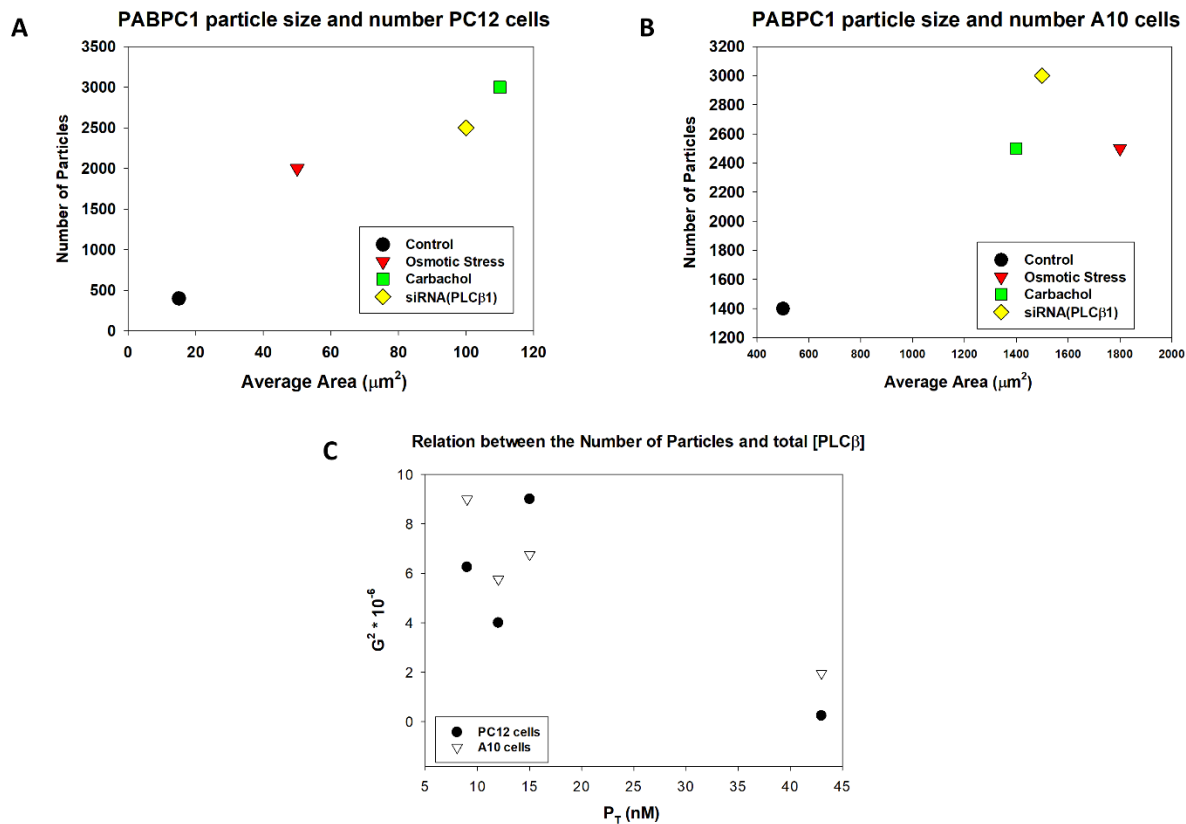 A
PABPC1 particle size and number PC12 cells
Number of Particles
3500
3000
2500
2000
1500
1000
500
0
0 20 40 60 80 100 120
Average Area (μm²)
Control
Osmotic Stress
Carbachol
siRNA(PLCβ1)
B
PABPC1 particle size and number A10 cells
Number of Particles
3200
3000
2800
2600
2400
2200
2000
1800
1600
1400
1200
400 600 800 1000 1200 1400 1600 1800 2000
Average Area (μm²)
Control
Osmotic Stress
Carbachol
siRNA(PLCβ1)
C
Relation between the Number of Particles and total [PLCβ]
G² * 10⁻⁶
10
8
6
4
2
0
5 10 15 20 25 30 35 40 45
P_T (nM)
PC12 cells
A10 cells